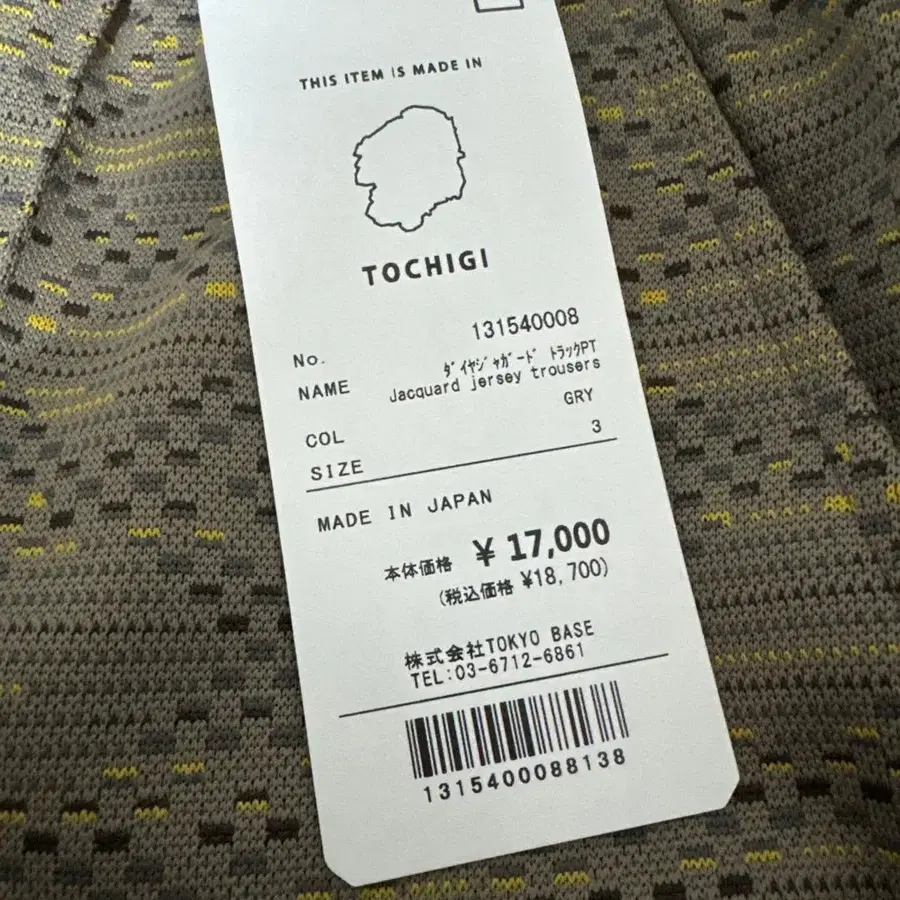 THIS ITEM IS MADE IN
TOCHIGI
No. 131540008
NAME ﾀﾞｲﾔｼﾞｬｶﾞｰﾄﾞ ﾄﾗｯｸPT
Jacquard jersey trousers
COL GRY
SIZE 3
MADE IN JAPAN
本体価格 ¥ 17,000
(税込価格 ¥18,700)
株式会社TOKYO BASE
TEL:03-6712-6861
1315400088138